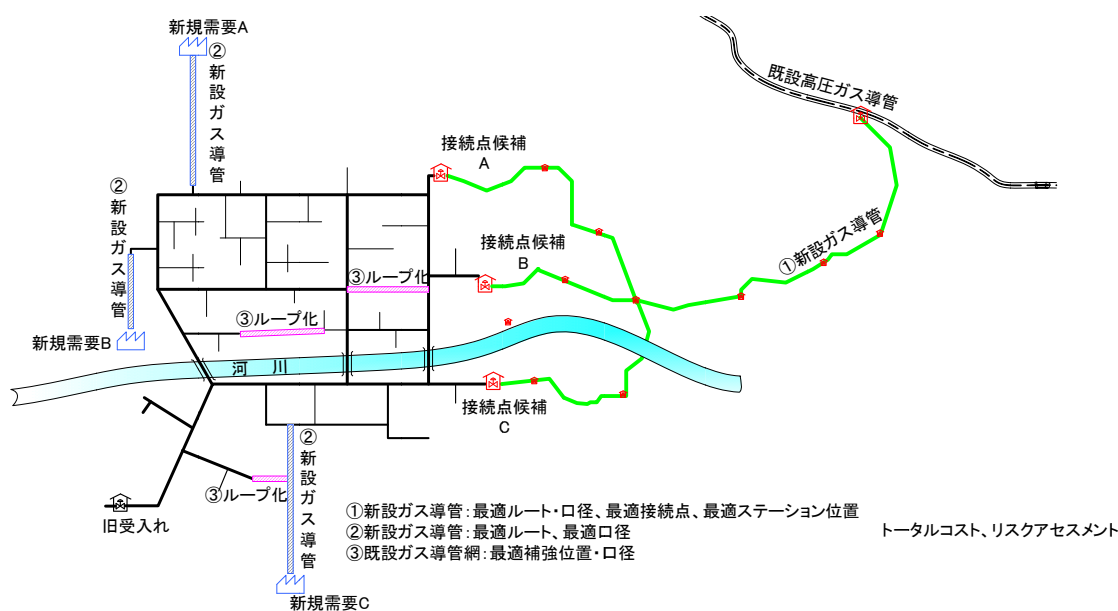 新規需要A
②新設ガス導管
既設高圧ガス導管
接続点候補
A
②新設ガス導管
接続点候補
B
①新設ガス導管
③ループ化
③ループ化
新規需要B
河川
接続点候補
C
②新設ガス導管
③ループ化
旧受入れ
①新設ガス導管:最適ルート・口径、最適接続点、最適ステーション位置
②新設ガス導管:最適ルート、最適口径
③既設ガス導管網:最適補強位置・口径
トータルコスト、リスクアセスメント
新規需要C